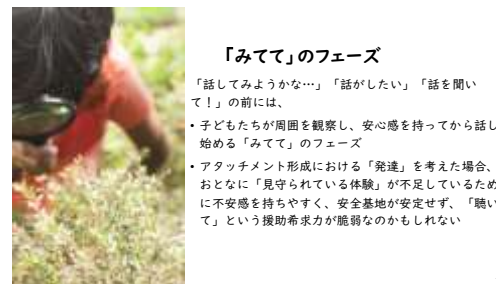 「みてて」のフェーズ
「話してみようかな…」「話がしたい」「話を聞い
て！」の前には、
• 子どもたちが周囲を観察し、安心感を持ってから話し
始める「みてて」のフェーズ
• アタッチメント形成における「発達」を考えた場合、
おとなに「見守られている体験」が不足しているため
に不安感を持ちやすく、安全基地が安定せず、「聴い
て」という援助希求力が脆弱なのかもしれない